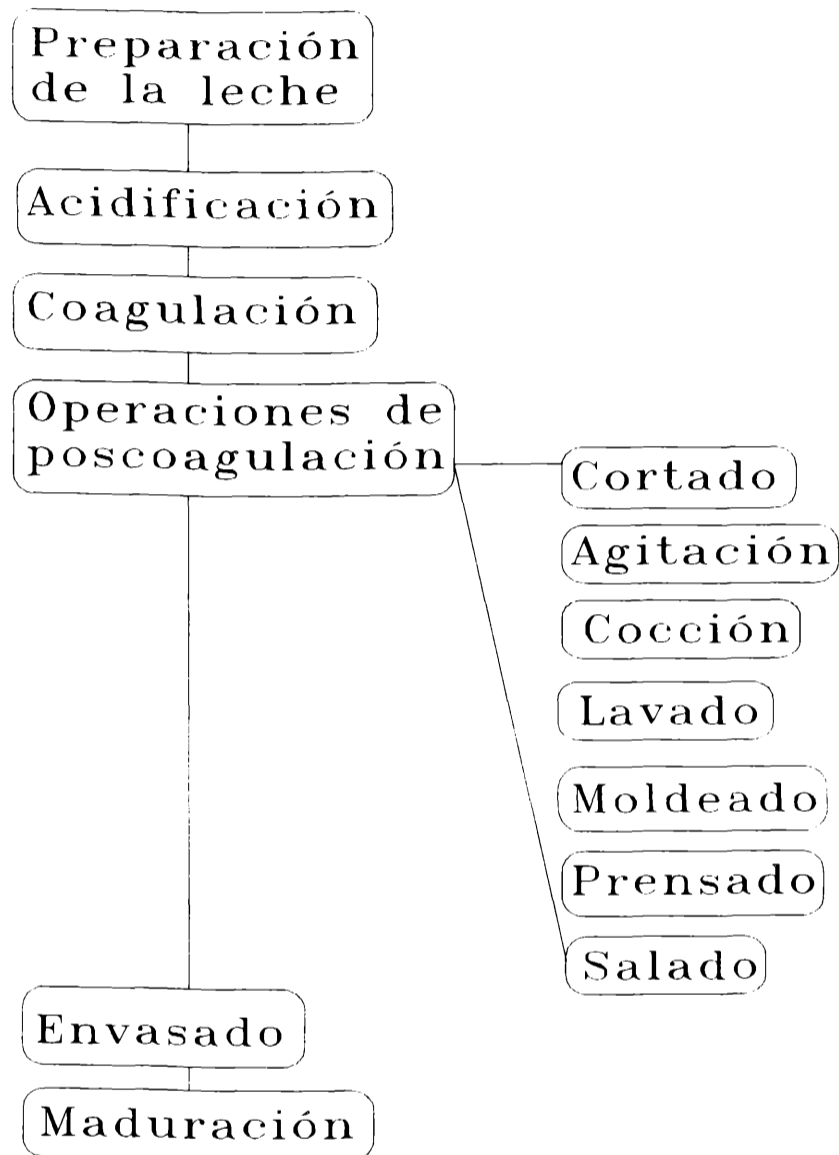 Preparación
de la leche
Acidificación
Coagulación
Operaciones de
poscoagulación
Cortado
Agitación
Cocción
Lavado
Moldeado
Prensado
Salado
Envasado
Maduración